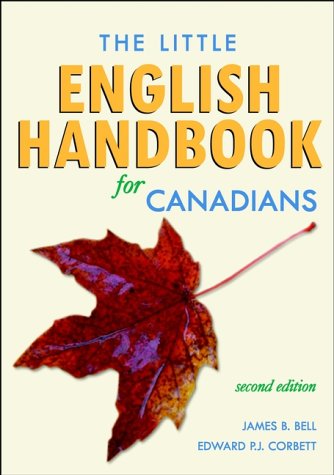 THE LITTLE
ENGLISH
HANDBOOK
for CANADIANS
second edition
JAMES B. BELL
EDWARD P.J. CORBETT